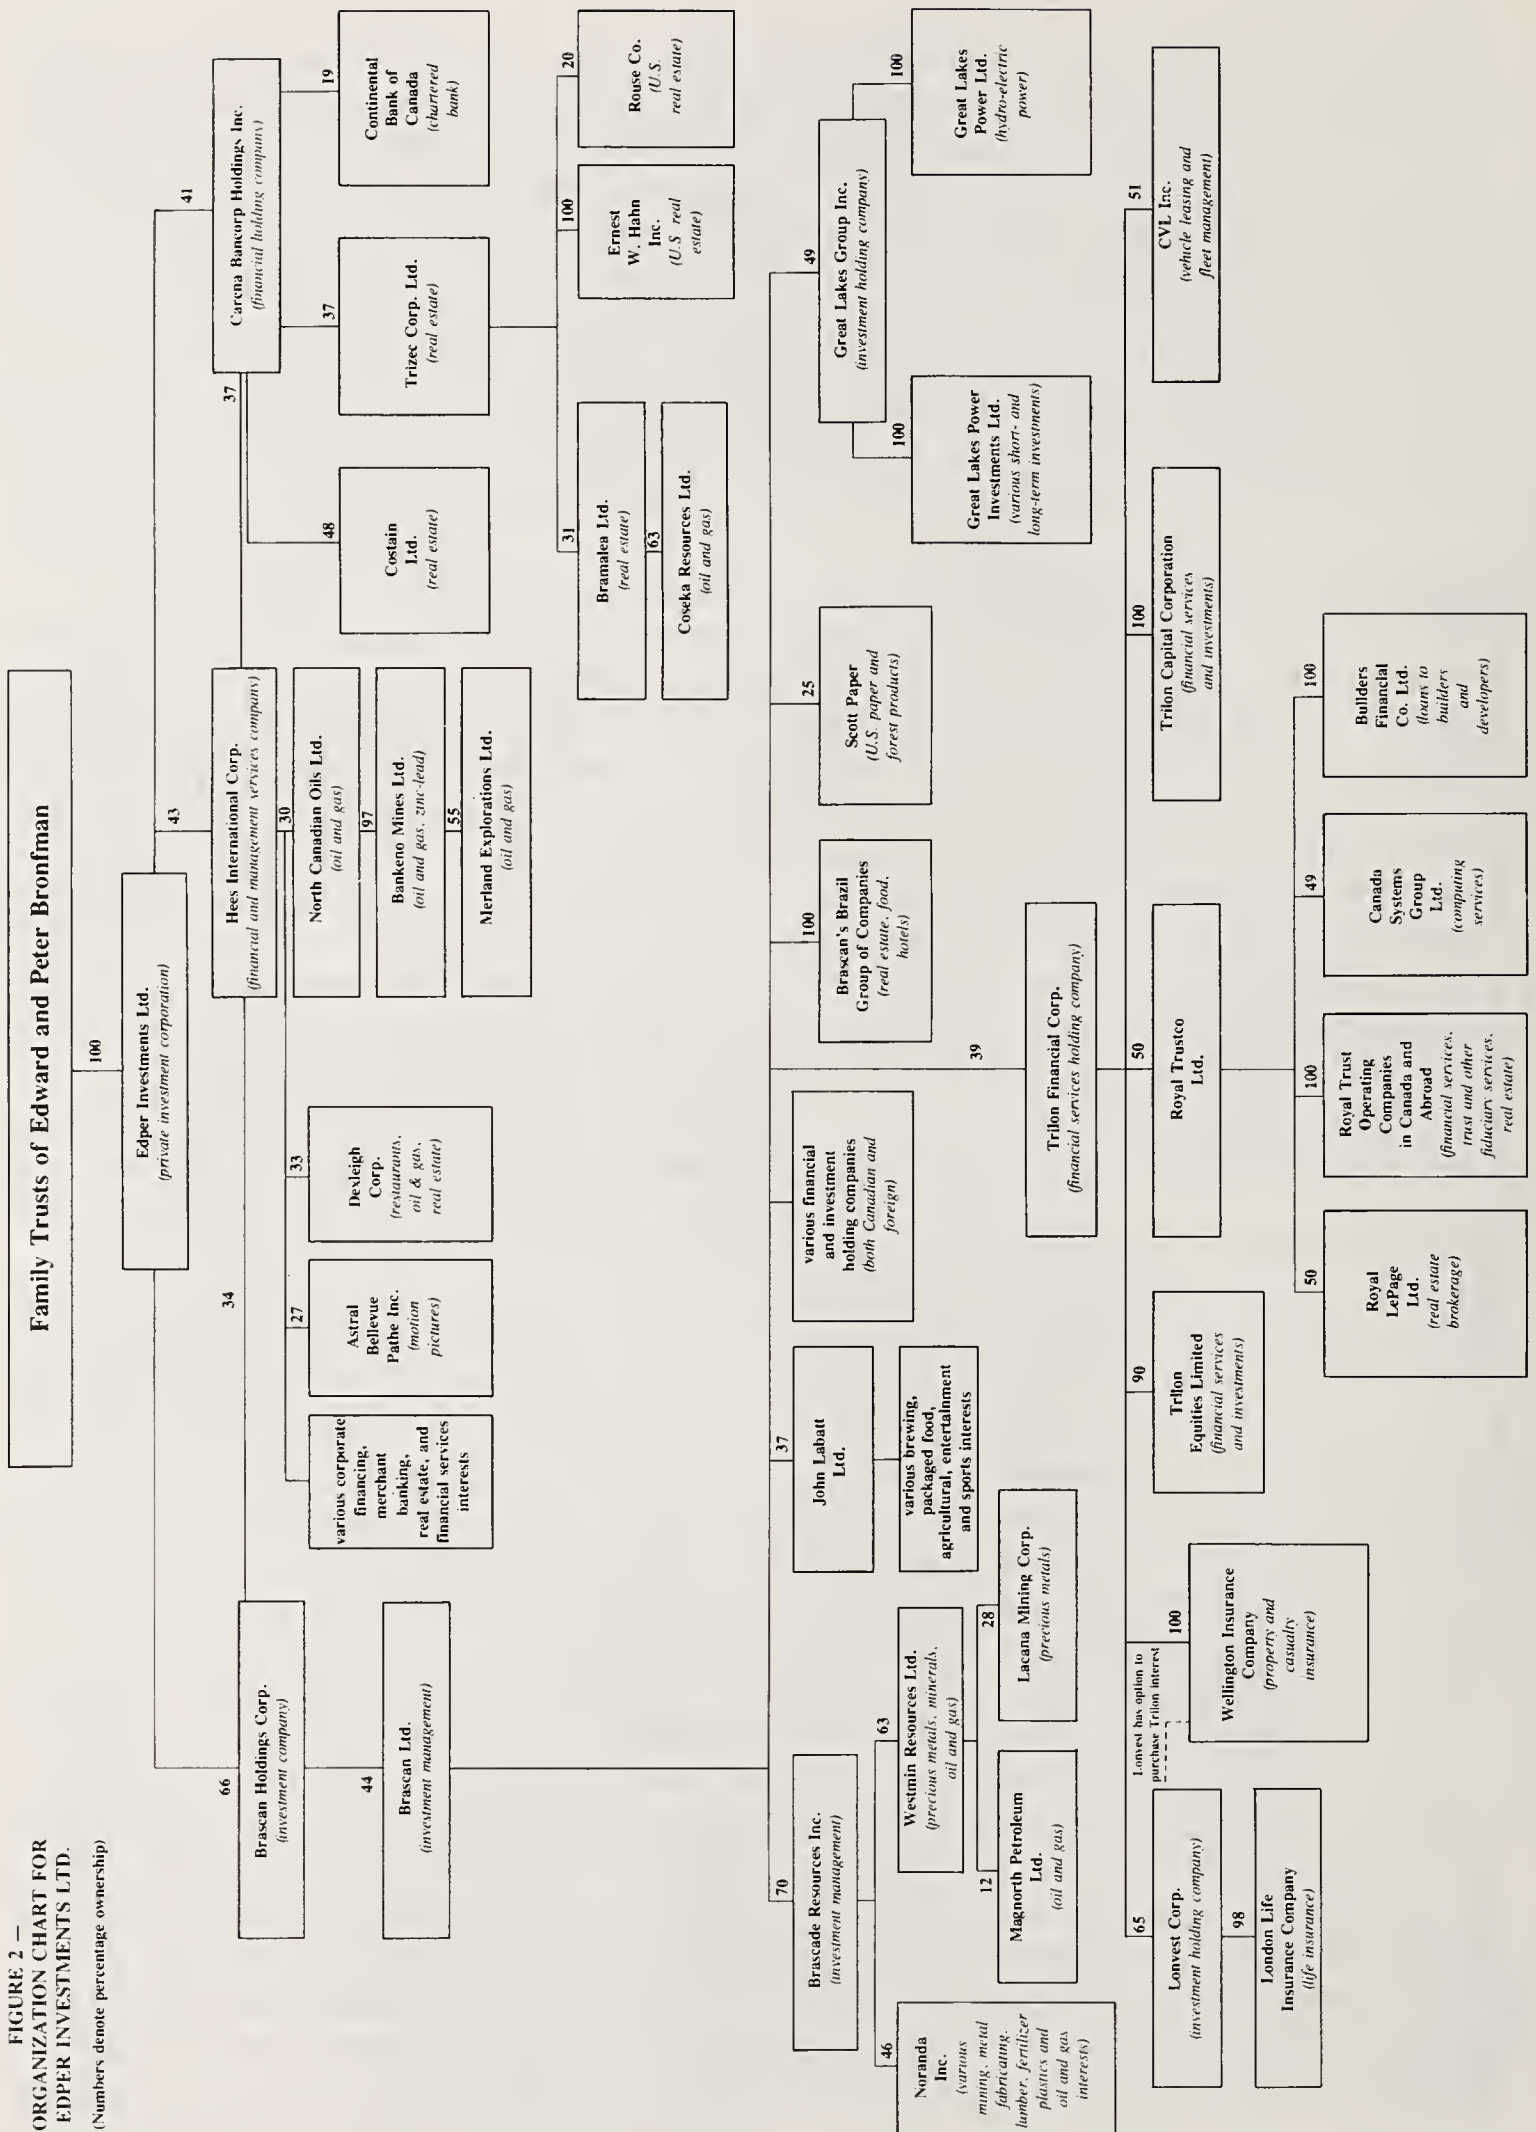 FIGURE 2 —
ORGANIZATION CHART FOR
EDPER INVESTMENTS LTD.
(Numbers denote percentage ownership)
Family Trusts of Edward and Peter Bronfman
100
Edper Investments Ltd.
(private investment corporation)
66
43
41
Brascan Holdings Corp.
(investment company)
34
Hees International Corp.
(financial and management services company)
37
Carena Bancorp Holdings Inc.
(financial holding company)
44
Brascan Ltd.
(investment management)
various corporate
financing,
merchant
banking,
real estate, and
financial services
interests
27
Astral
Bellevue
Pathe Inc.
(motion
pictures)
33
Dexleigh
Corp.
(restaurants,
oil & gas,
real estate)
30
North Canadian Oils Ltd.
(oil and gas)
97
Bankeno Mines Ltd.
(oil and gas, zinc-lead)
55
Merland Explorations Ltd.
(oil and gas)
48
Costain
Ltd.
(real estate)
37
Trizec Corp. Ltd.
(real estate)
19
Continental
Bank of
Canada
(chartered
bank)
31
Bramalea Ltd.
(real estate)
63
Coseka Resources Ltd.
(oil and gas)
100
Ernest
W. Hahn
Inc.
(U.S. real
estate)
20
Rouse Co.
(U.S.
real estate)
70
Brascade Resources Inc.
(investment management)
46
Noranda
Inc.
(various
mining, metal
fabricating,
lumber, fertilizer
plastics and
oil and gas
interests)
63
Westmin Resources Ltd.
(precious metals, minerals,
oil and gas)
12
Magnorth Petroleum
Ltd.
(oil and gas)
28
Lacana Mining Corp.
(precious metals)
37
John Labatt
Ltd.
various brewing,
packaged food,
agricultural, entertainment
and sports interests
various financial
and investment
holding companies
(both Canadian and
foreign)
39
Trilon Financial Corp.
(financial services holding company)
100
Brascan's Brazil
Group of Companies
(real estate, food,
hotels)
25
Scott Paper
(U.S. paper and
forest products)
49
Great Lakes Group Inc.
(investment holding company)
100
Great Lakes Power
Investments Ltd.
(various short- and
long-term investments)
100
Great Lakes
Power Ltd.
(hydro-electric
power)
65
Lonvest Corp.
(investment holding company)
98
London Life
Insurance Company
(life insurance)
Lonvest has option to
purchase Trilon interest
100
Wellington Insurance
Company
(property and
casualty
insurance)
90
Trilon
Equities Limited
(financial services
and investments)
50
Royal Trustco
Ltd.
100
Trilon Capital Corporation
(financial services
and investments)
51
CVL Inc.
(vehicle leasing and
fleet management)
50
Royal
LePage
Ltd.
(real estate
brokerage)
100
Royal Trust
Operating
Companies
in Canada and
Abroad
(financial services,
trust and other
fiduciary services,
real estate)
49
Canada
Systems
Group
Ltd.
(computing
services)
100
Builders
Financial
Co. Ltd.
(loans to
builders
and
developers)